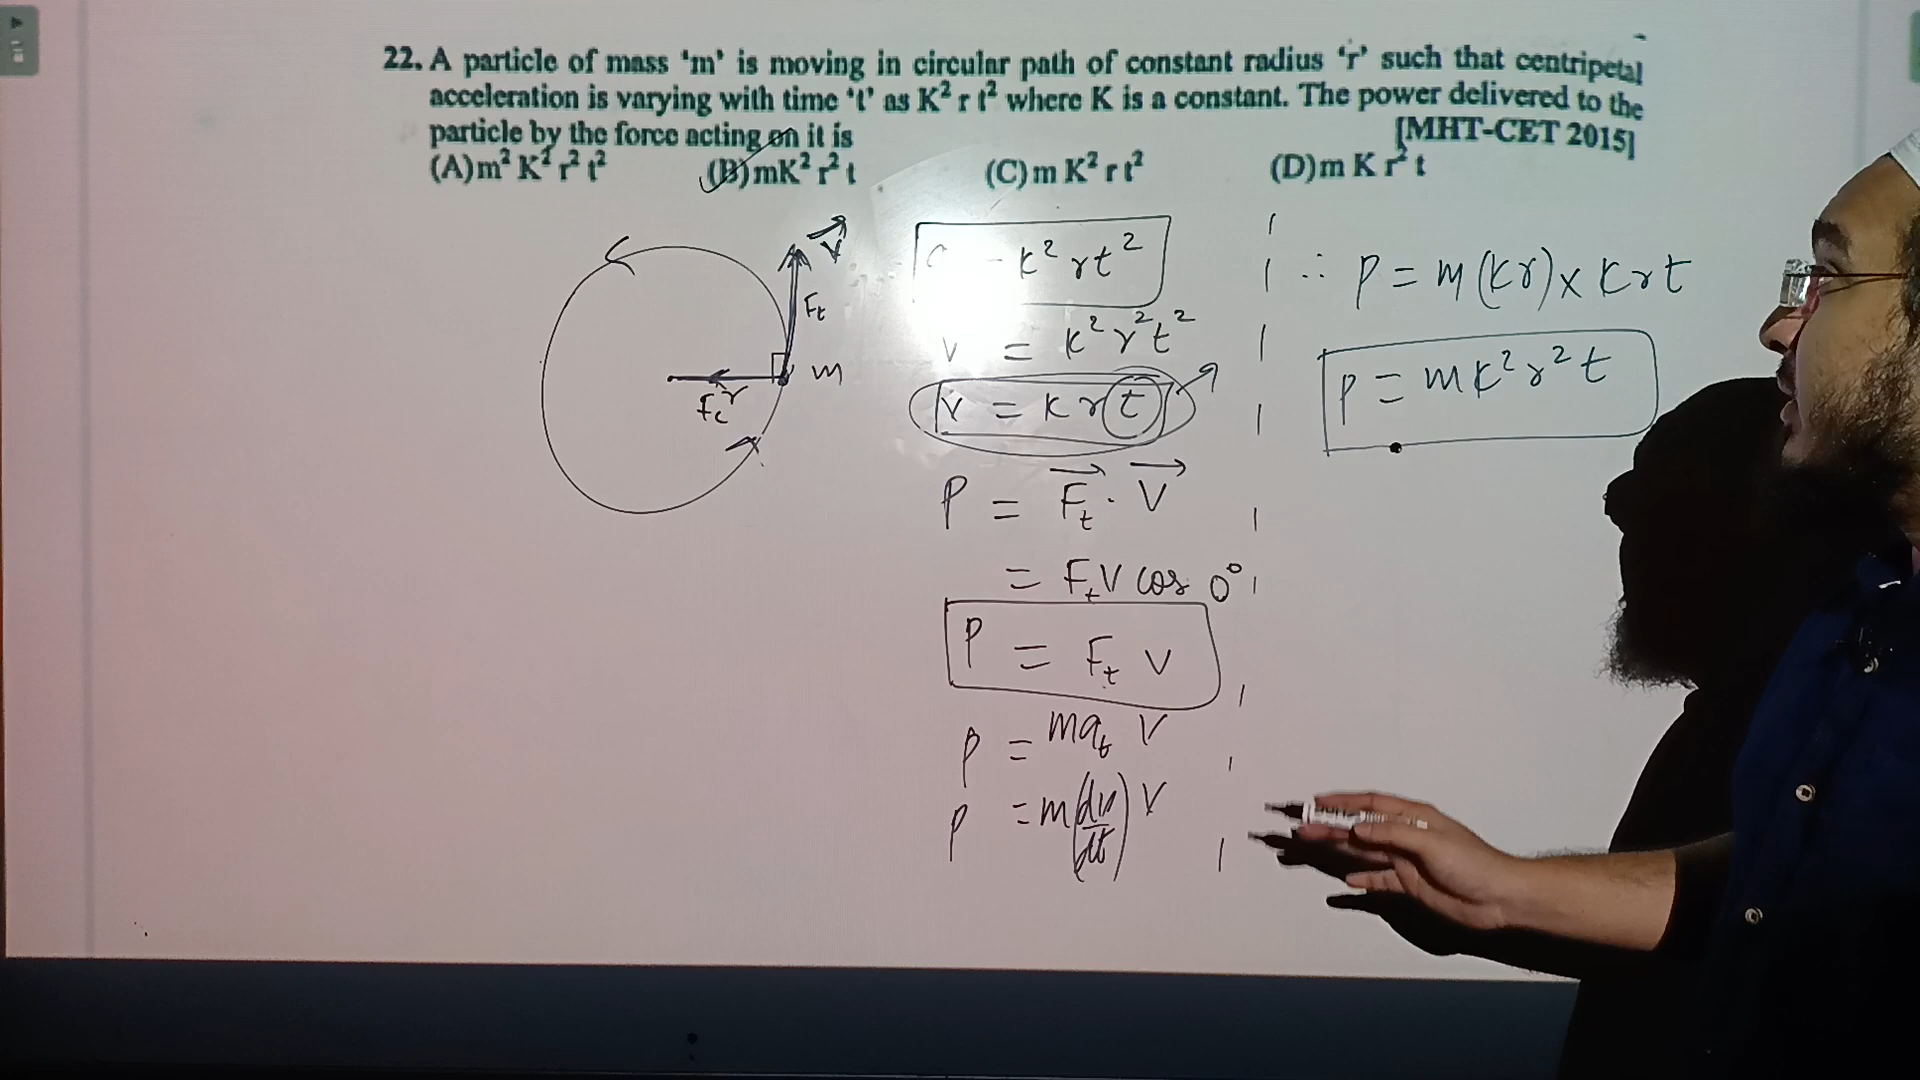 22. A particle of mass ‘m’ is moving in circular path of constant radius ‘r’ such that centripetal
acceleration is varying with time ‘t’ as K² r t² where K is a constant. The power delivered to the
particle by the force acting on it is [MHT-CET 2015]
(A) m² K² r² t² (B) mK² r² t (C) m K² r t² (D) m K r² t
V
Ft
m
r
Fc
- k² r t²
v = k² r² t²
v = k r t
P = Ft . V
= Ft V cos 0°
P = Ft v
P = mat V
P = m(dv/dt) V
∴ P = m (kr) x k r t
P = mk² r² t